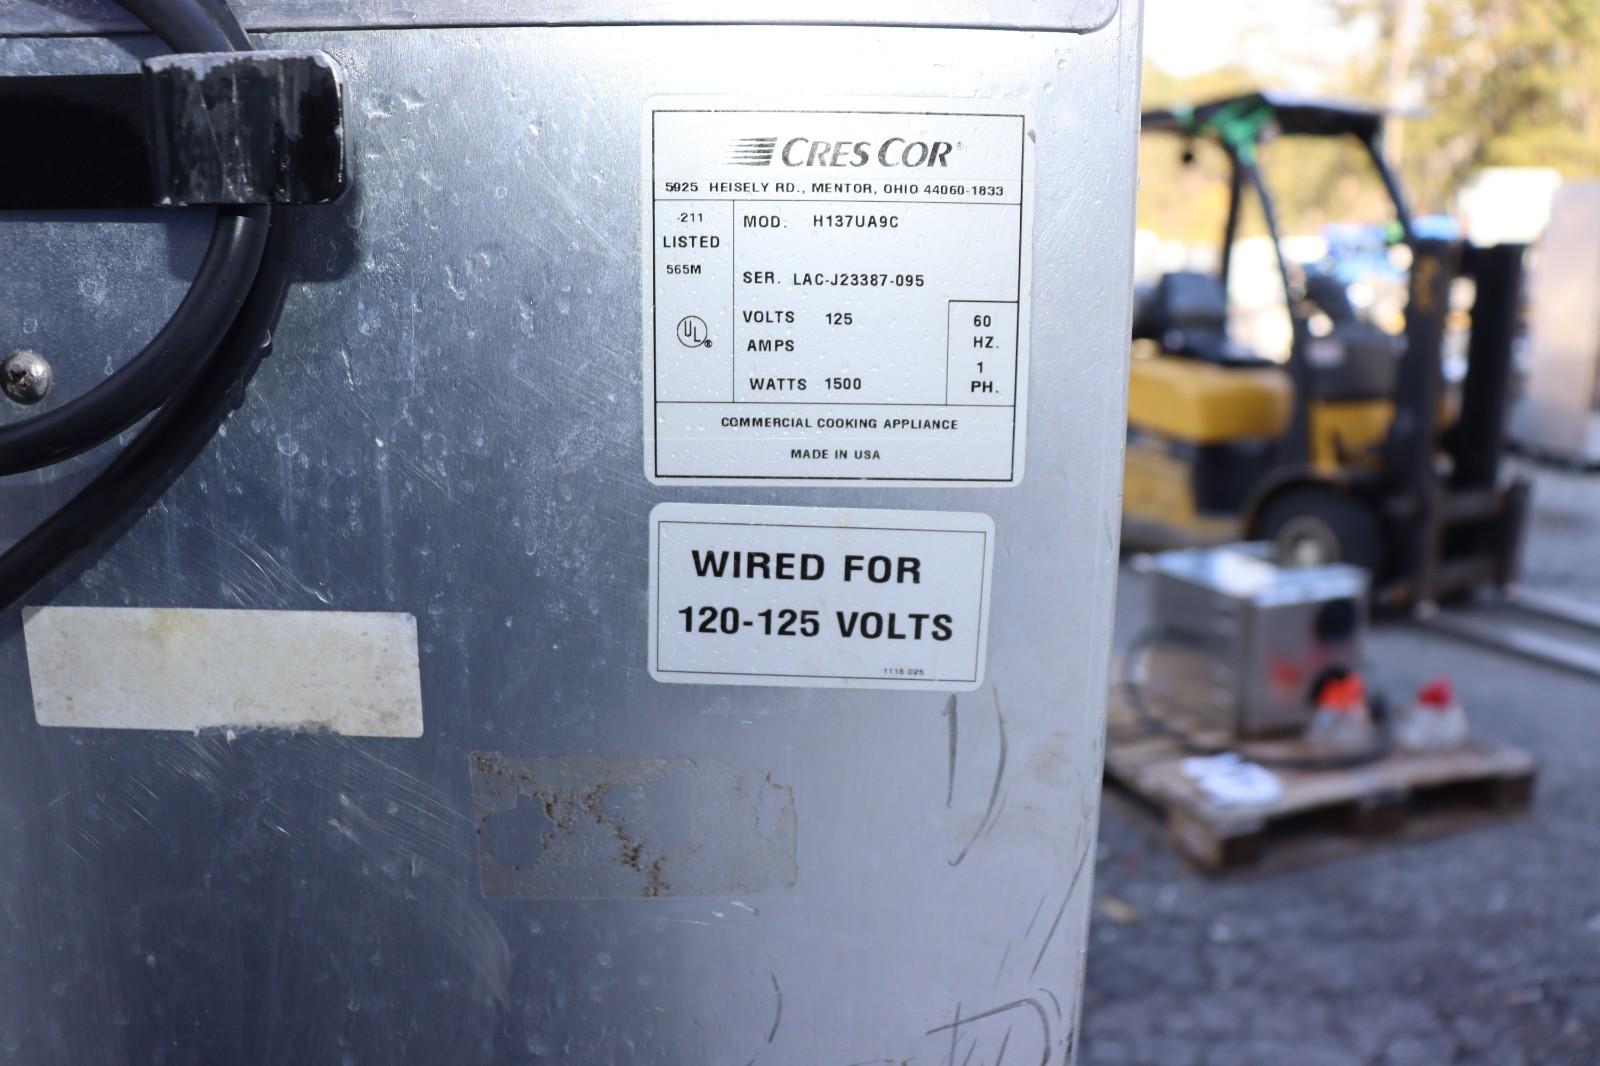 CRES COR®
5925 HEISELY RD., MENTOR, OHIO 44060-1833
-211
LISTED
565M
UL®
MOD. H137UA9C
SER. LAC-J23387-095
VOLTS 125
AMPS
WATTS 1500
60
HZ.
1
PH.
COMMERCIAL COOKING APPLIANCE
MADE IN USA
WIRED FOR
120-125 VOLTS
1115 025